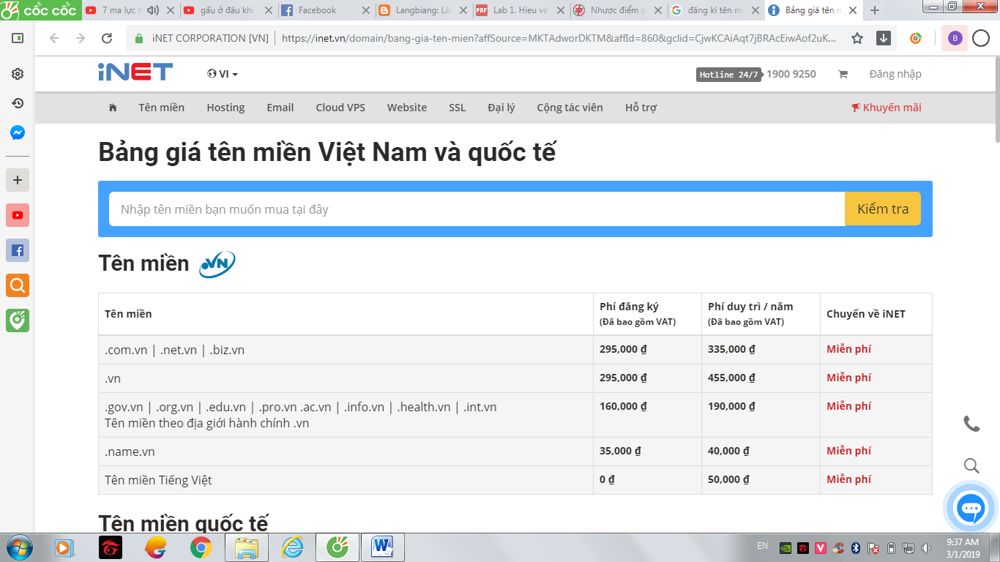 cốc cốc
7 ma lực t
gấu ở đâu khi
Facebook
Langbiang: Là
Lab 1. Hieu ve
Nhược điểm c
đăng kí tên m
Bảng giá tên n
iNET CORPORATION [VN] | https://inet.vn/domain/bang-gia-ten-mien?affSource=MKTAdworDKTM&affId=860&gclid=CjwKCAiAqt7jBRAcEiwAof2uK...
B
iNET
VI
Hotline 24/7 1900 9250
Đăng nhập
Tên miền Hosting Email Cloud VPS Website SSL Đại lý Cộng tác viên Hỗ trợ Khuyến mãi
Bảng giá tên miền Việt Nam và quốc tế
Nhập tên miền bạn muốn mua tại đây Kiểm tra
Tên miền .VN
Tên miền Phí đăng ký (Đã bao gồm VAT) Phí duy trì / năm (Đã bao gồm VAT) Chuyển về iNET
.com.vn | .net.vn | .biz.vn 295,000 ₫ 335,000 ₫ Miễn phí
.vn 295,000 ₫ 455,000 ₫ Miễn phí
.gov.vn | .org.vn | .edu.vn | .pro.vn .ac.vn | .info.vn | .health.vn | .int.vn 160,000 ₫ 190,000 ₫ Miễn phí
Tên miền theo địa giới hành chính .vn
.name.vn 35,000 ₫ 40,000 ₫ Miễn phí
Tên miền Tiếng Việt 0 ₫ 50,000 ₫ Miễn phí
Tên miền quốc tế
EN
9:37 AM
3/1/2019